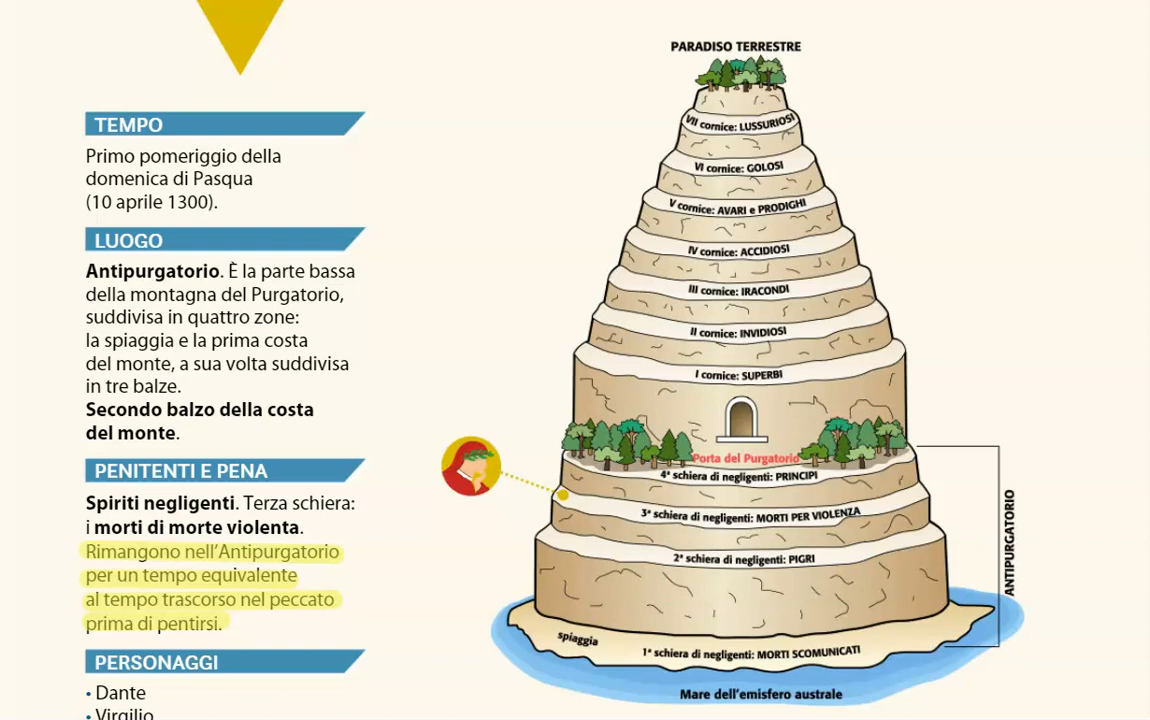 TEMPO
Primo pomeriggio della
domenica di Pasqua
(10 aprile 1300).
LUOGO
Antipurgatorio. È la parte bassa
della montagna del Purgatorio,
suddivisa in quattro zone:
la spiaggia e la prima costa
del monte, a sua volta suddivisa
in tre balze.
Secondo balzo della costa
del monte.
PENITENTI E PENA
Spiriti negligenti. Terza schiera:
i morti di morte violenta.
Rimangono nell'Antipurgatorio
per un tempo equivalente
al tempo trascorso nel peccato
prima di pentirsi.
PERSONAGGI
• Dante
• Virgilio
PARADISO TERRESTRE
VII cornice: LUSSURIOSI
VI cornice: GOLOSI
V cornice: AVARI e PRODIGHI
IV cornice: ACCIDIOSI
III cornice: IRACONDI
II cornice: INVIDIOSI
I cornice: SUPERBI
Porta del Purgatorio
4ª schiera di negligenti: PRINCIPI
3ª schiera di negligenti: MORTI PER VIOLENZA
2ª schiera di negligenti: PIGRI
spiaggia
1ª schiera di negligenti: MORTI SCOMUNICATI
Mare dell'emisfero australe
ANTIPURGATORIO